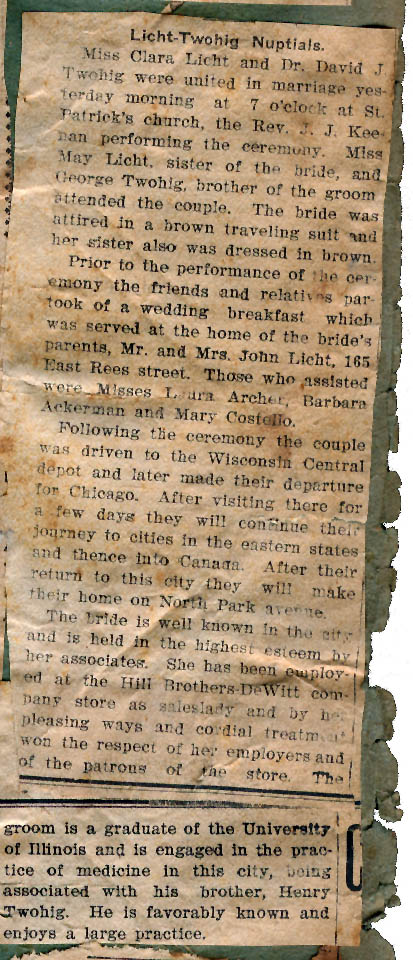 Licht-Twohig Nuptials.
Miss Clara Licht and Dr. David J.
Twohig were united in marriage yes-
terday morning at 7 o'clock at St.
Patrick's church, the Rev. J. J. Kee-
nan performing the ceremony. Miss
May Licht, sister of the bride, and
George Twohig, brother of the groom
attended the couple. The bride was
attired in a brown traveling suit and
her sister also was dressed in brown.
Prior to the performance of the cer-
emony the friends and relatives par-
took of a wedding breakfast which
was served at the home of the bride's
parents, Mr. and Mrs. John Licht, 165
East Rees street. Those who assisted
were Misses Laura Archer, Barbara
Ackerman and Mary Costello.
Following the ceremony the couple
was driven to the Wisconsin Central
depot and later made their departure
for Chicago. After visiting there for
a few days they will continue their
journey to cities in the eastern states
and thence into Canada. After their
return to this city they will make
their home on North Park avenue.
The bride is well known in the city
and is held in the highest esteem by
her associates. She has been employ-
ed at the Hill Brothers-DeWitt com-
pany store as saleslady and by her
pleasing ways and cordial treatment
won the respect of her employers and
of the patrons of the store. The
groom is a graduate of the University
of Illinois and is engaged in the prac-
tice of medicine in this city, being
associated with his brother, Henry
Twohig. He is favorably known and
enjoys a large practice.